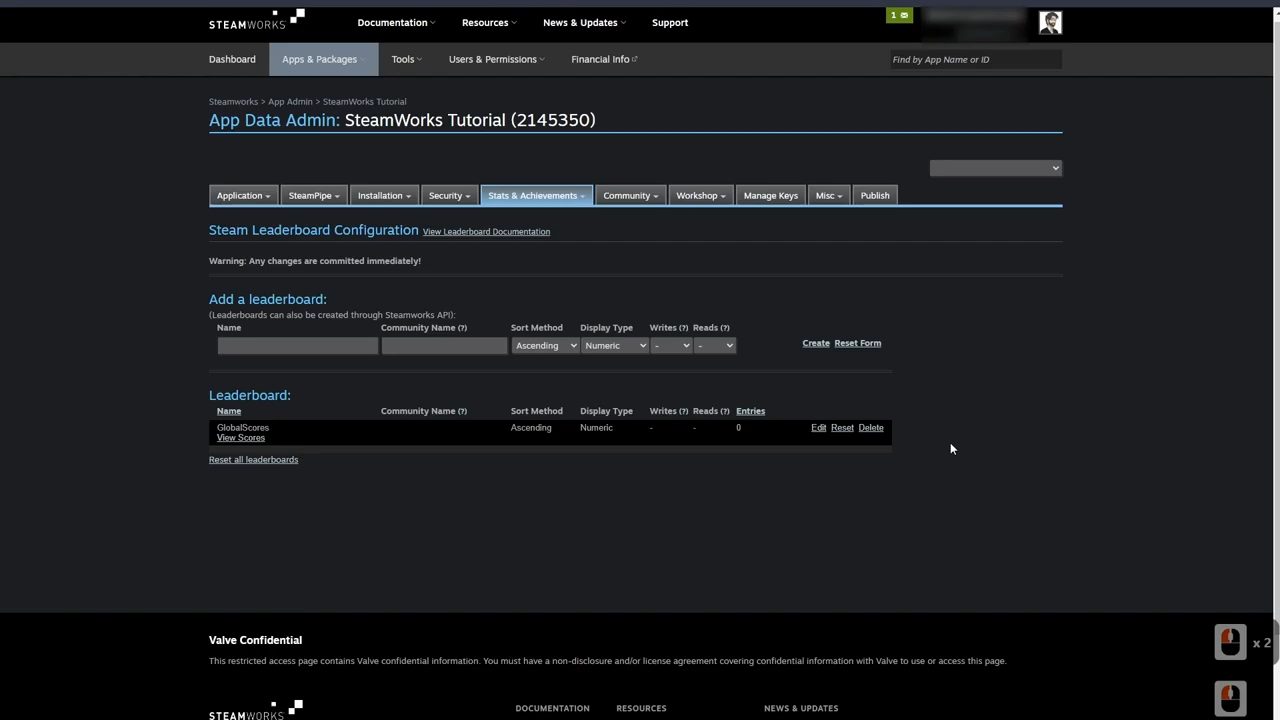 STEAMWORKS
Documentation Resources News & Updates Support
1
Dashboard Apps & Packages Tools Users & Permissions Financial Info Find by App Name or ID
Steamworks > App Admin > SteamWorks Tutorial
App Data Admin: SteamWorks Tutorial (2145350)
Application SteamPipe Installation Security Stats & Achievements Community Workshop Manage Keys Misc Publish
Steam Leaderboard Configuration View Leaderboard Documentation
Warning: Any changes are committed immediately!
Add a leaderboard:
(Leaderboards can also be created through Steamworks API):
Name Community Name (?) Sort Method Display Type Writes (?) Reads (?)
Ascending Numeric - - Create Reset Form
Leaderboard:
Name Community Name (?) Sort Method Display Type Writes (?) Reads (?) Entries
GlobalScores Ascending Numeric - - 0 Edit Reset Delete
View Scores
Reset all leaderboards
Valve Confidential
This restricted access page contains Valve confidential information. You must have a non-disclosure and/or license agreement covering confidential information with Valve to use or access this page.
x 2
STEAMWORKS DOCUMENTATION RESOURCES NEWS & UPDATES